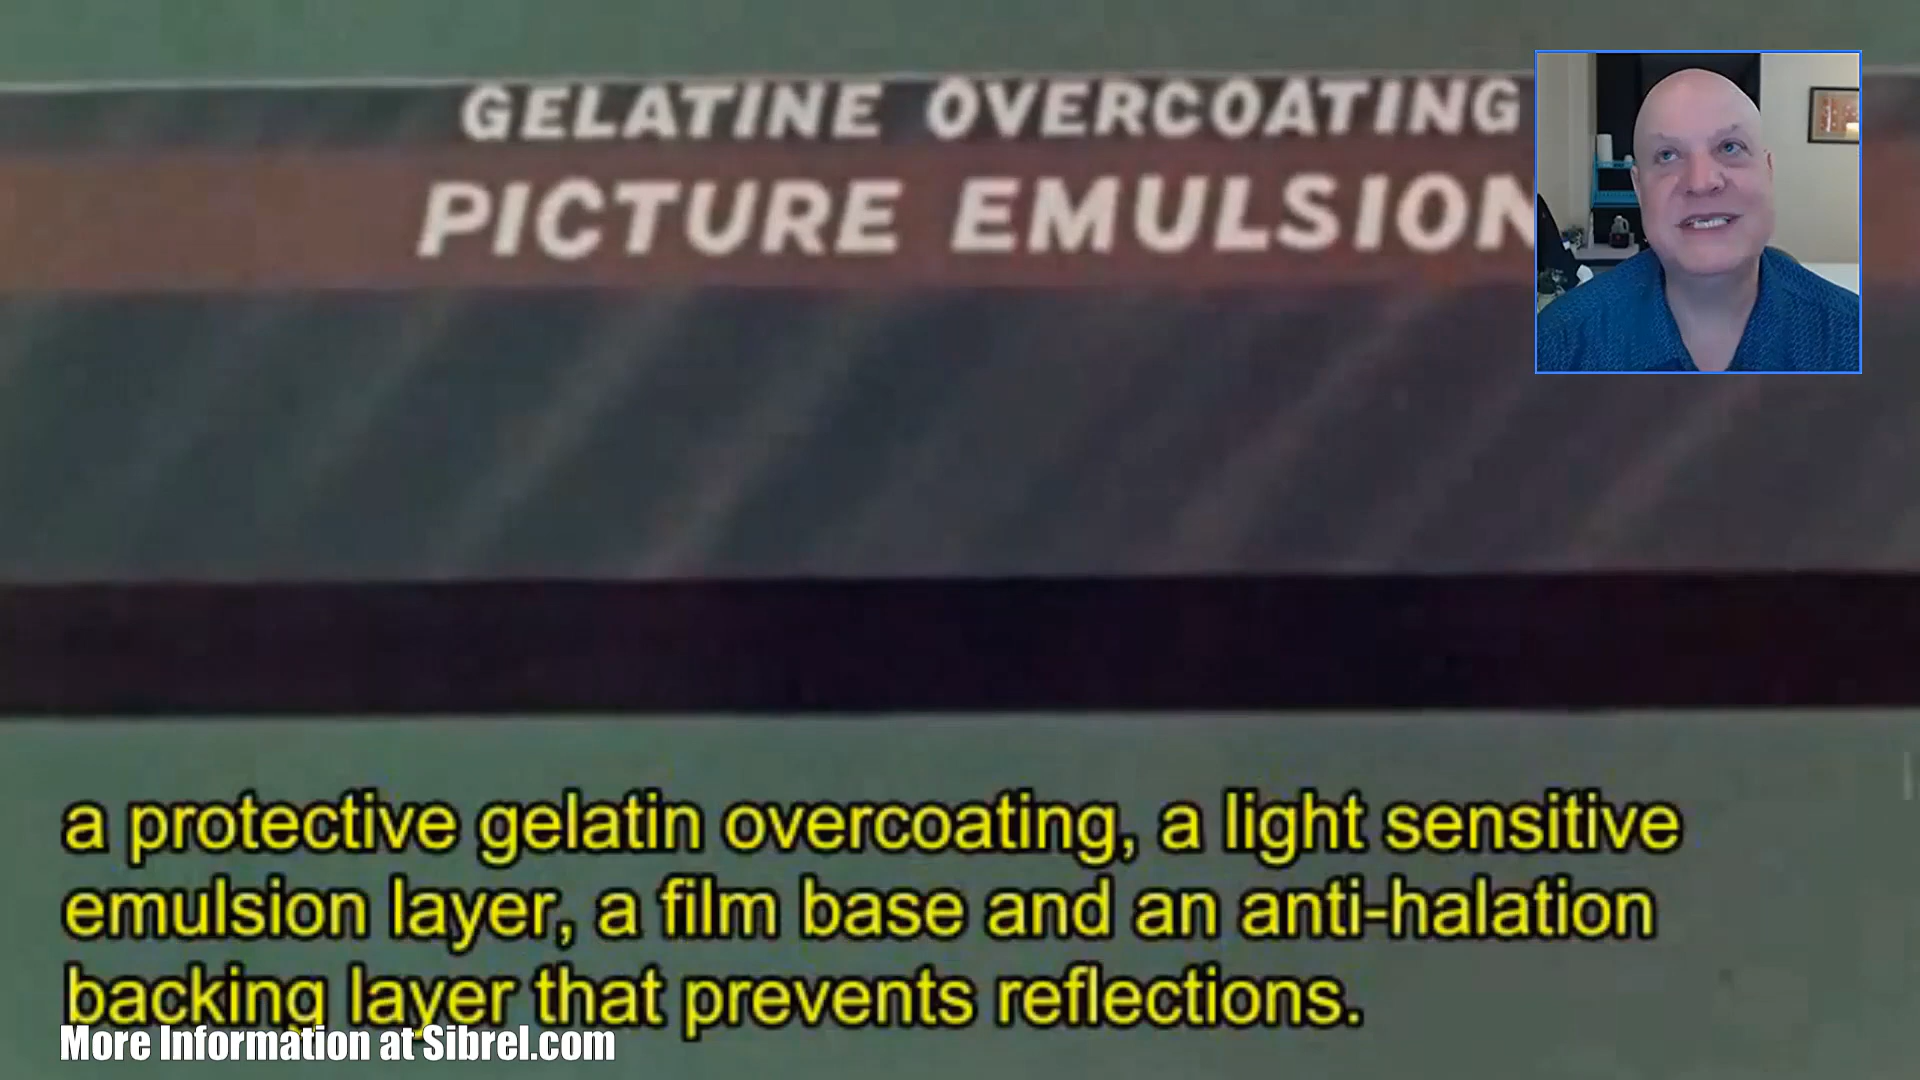 GELATINE OVERCOATING
PICTURE EMULSION
a protective gelatin overcoating, a light sensitive
emulsion layer, a film base and an anti-halation
backing layer that prevents reflections.
More Information at Sibrel.com